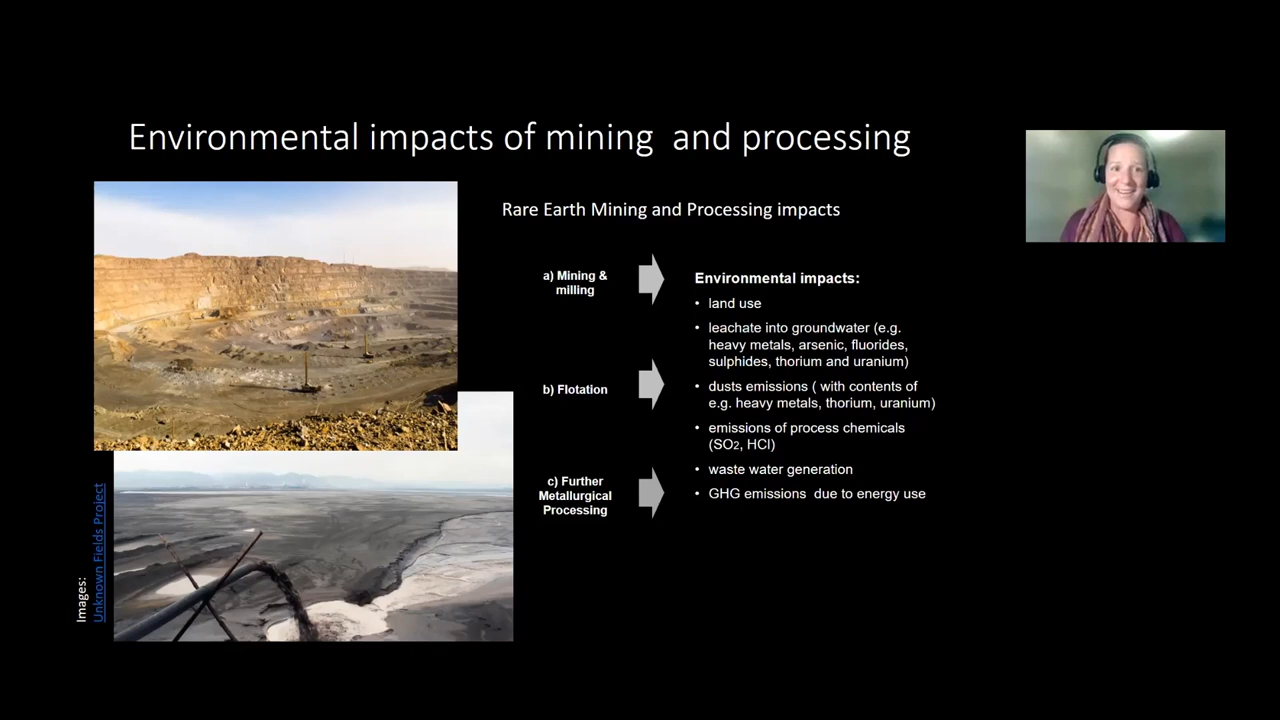 Environmental impacts of mining  and processing
Rare Earth Mining and Processing impacts
a) Mining &
milling
b) Flotation
c) Further
Metallurgical
Processing
Environmental impacts:
• land use
• leachate into groundwater (e.g.
heavy metals, arsenic, fluorides,
sulphides, thorium and uranium)
• dusts emissions ( with contents of
e.g. heavy metals, thorium, uranium)
• emissions of process chemicals
(SO2, HCl)
• waste water generation
• GHG emissions  due to energy use
Images:
Unknown Fields Project